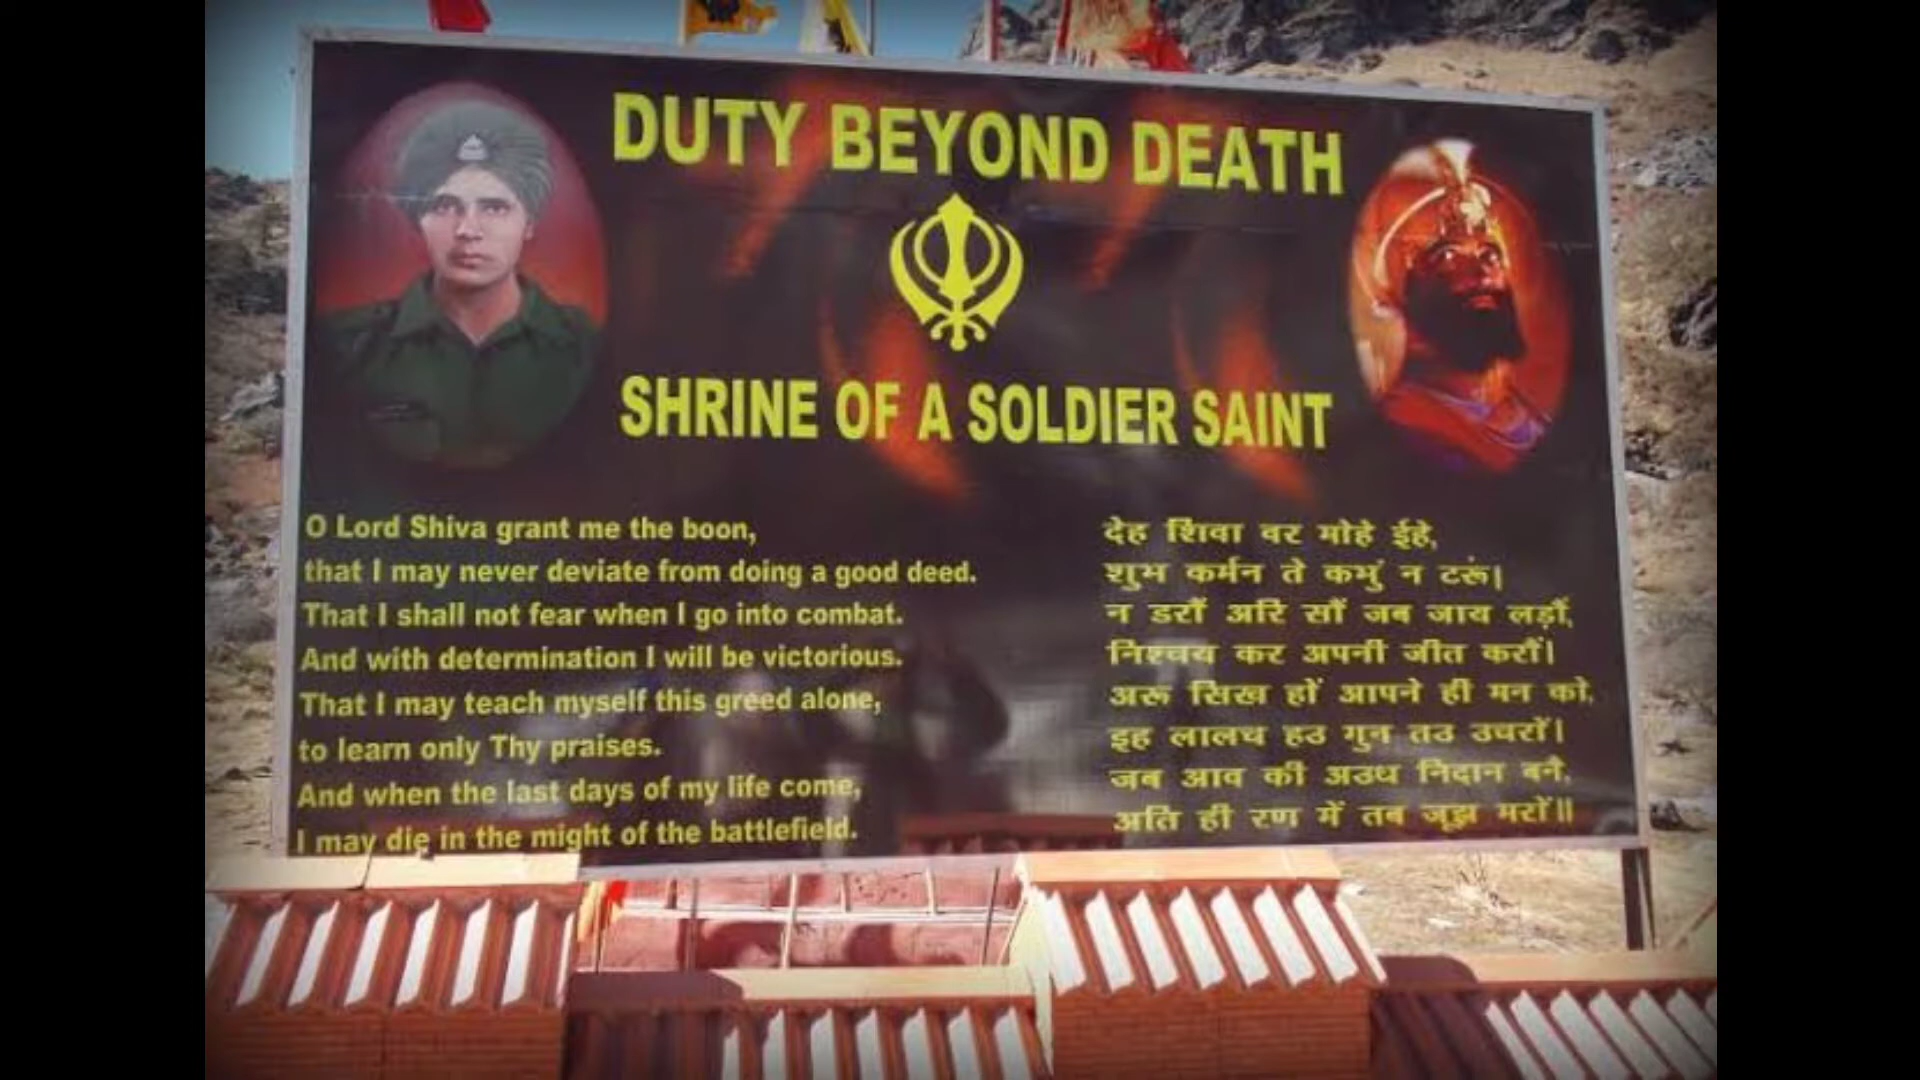 DUTY BEYOND DEATH
SHRINE OF A SOLDIER SAINT
O Lord Shiva grant me the boon,
that I may never deviate from doing a good deed.
That I shall not fear when I go into combat.
And with determination I will be victorious.
That I may teach myself this greed alone,
to learn only Thy praises.
And when the last days of my life come,
I may die in the might of the battlefield.
देह शिवा वर मोहे ईहे,
शुभ कर्मन ते कभुं न टरूं।
न डरौं अरि सौं जब जाय लड़ौं,
निश्चय कर अपनी जीत करौं।
अरू सिख हों आपने ही मन को,
इह लालच हठ गुन तउ उचरों।
जब आव की अउध निदान बनै,
अति ही रण में तब जूझ मरों॥